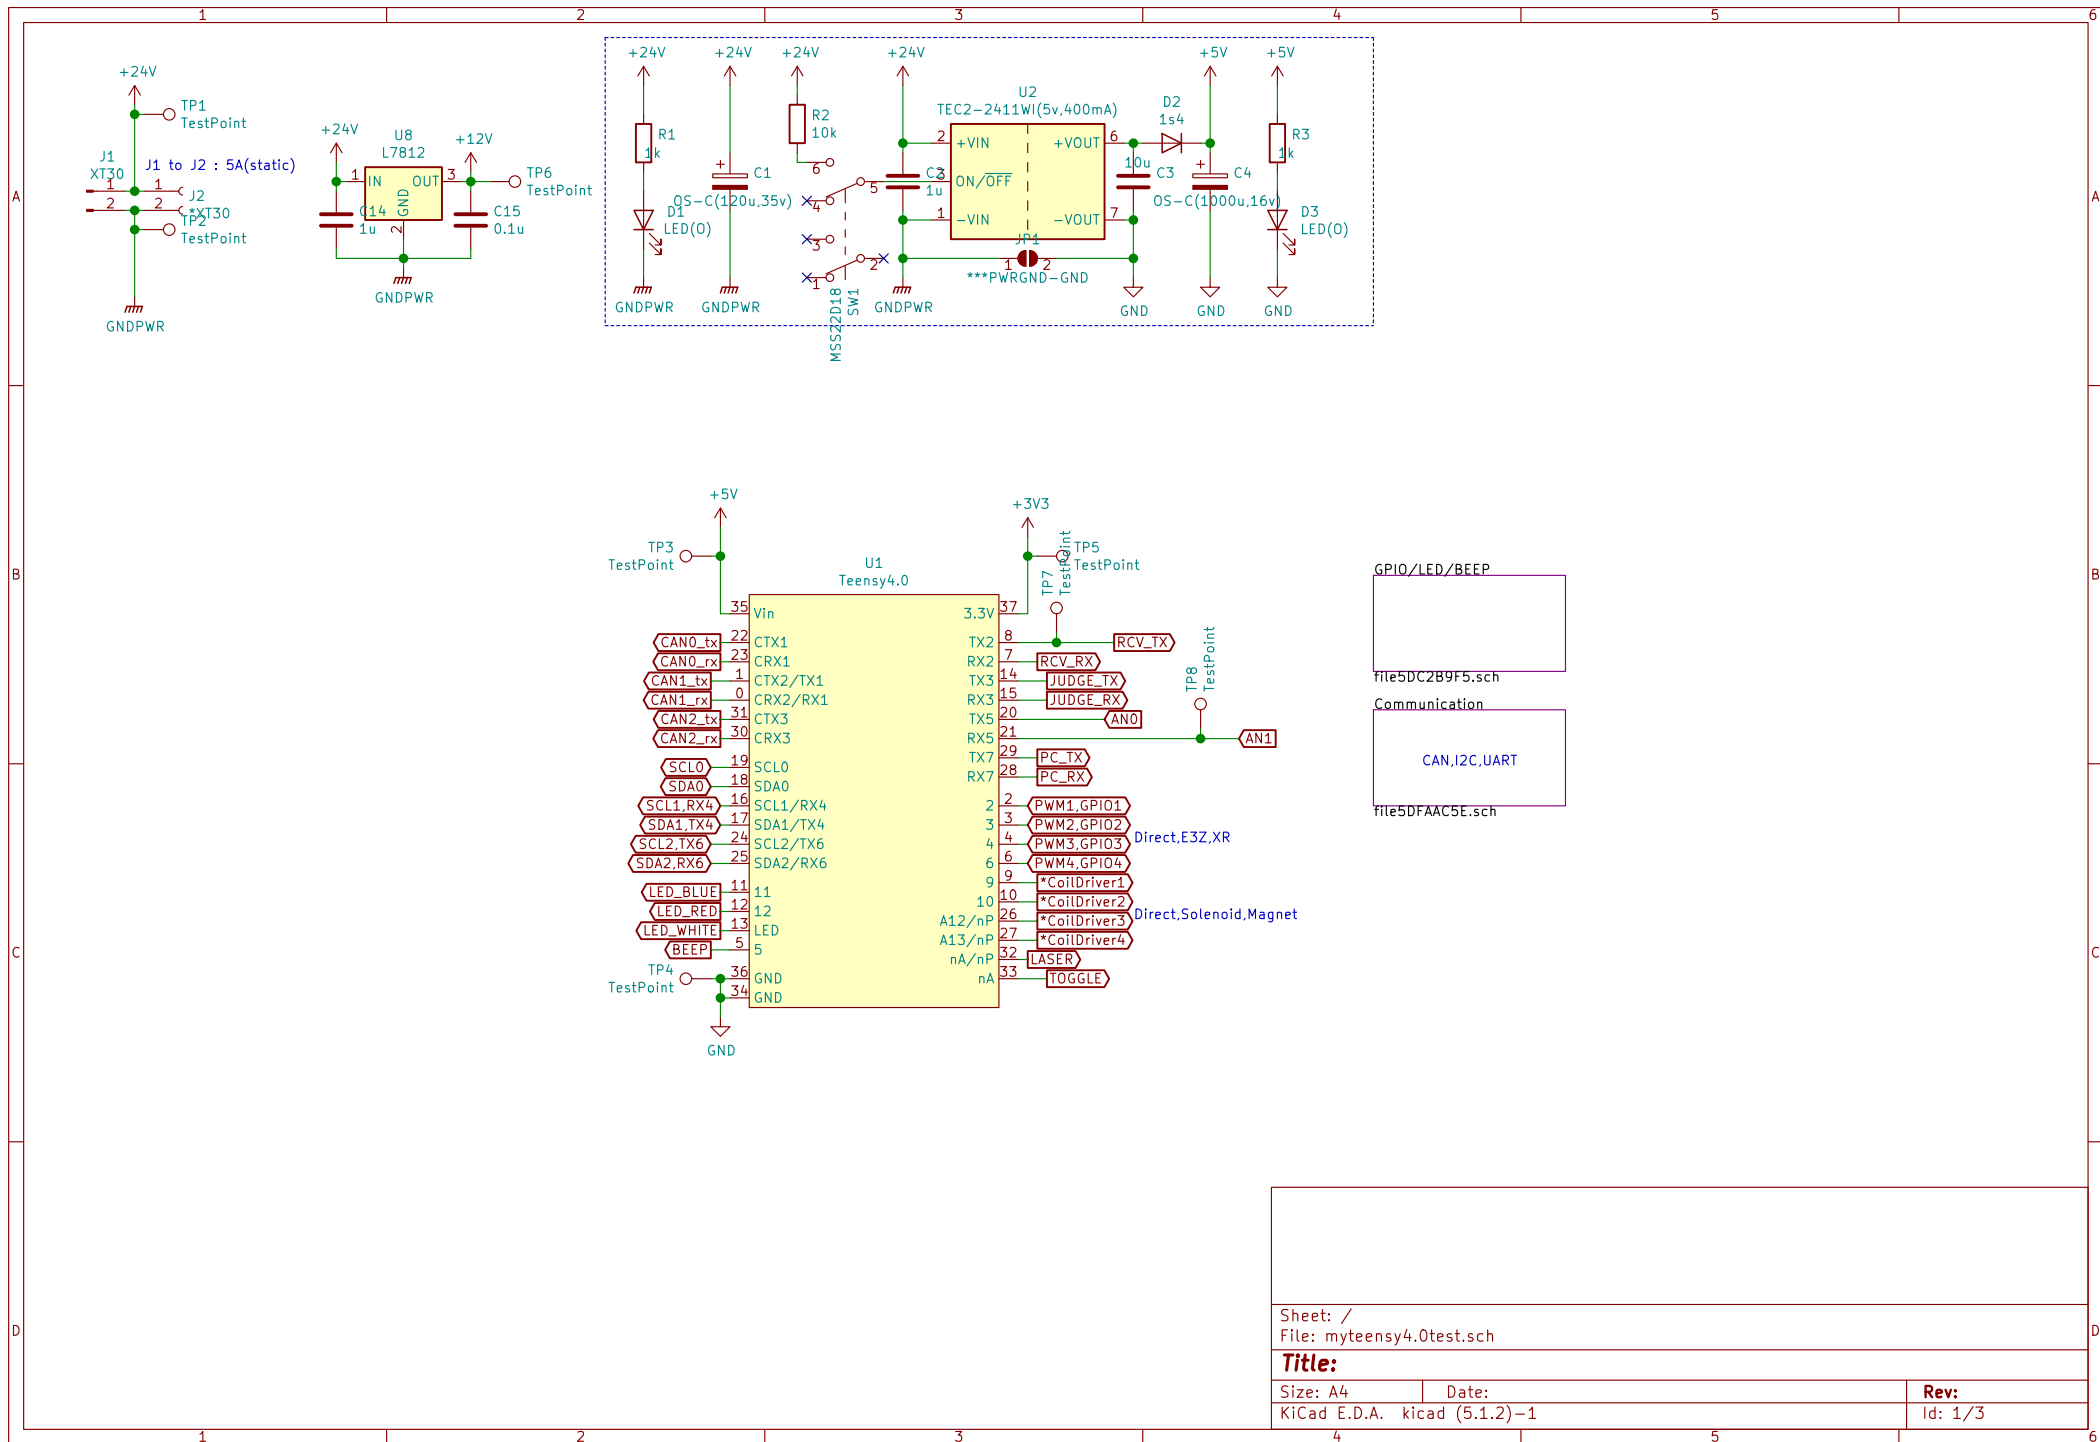 1 2 3 4 5 6
A
B
C
D
A
B
C
D
1 2 3 4 5 6
+24V
TP1
TestPoint
J1
XT30
J1 to J2 : 5A(static)
1 1
2 2
J2
*XT30
TP2
TestPoint
GNDPWR
+24V
U8
L7812
+12V
1 IN OUT 3
GND
2
TP6
TestPoint
C14
1u
C15
0.1u
GNDPWR
+24V
R1
1k
D1
LED(O)
GNDPWR
+24V
+
C1
OS-C(120u,35v)
GNDPWR
+24V
R2
10k
6
5
4
3
2
1
MSS22D18
SW1
+24V
C2
1u
GNDPWR
U2
TEC2-2411WI(5v,400mA)
2 +VIN +VOUT 6
3 ON/OFF
1 -VIN -VOUT 7
JP1
1 2
***PWRGND-GND
10u
C3
GND
D2
1s4
+5V
+
C4
OS-C(1000u,16v)
GND
+5V
R3
1k
D3
LED(O)
GND
+5V
TP3
TestPoint
U1
Teensy4.0
+3V3
TP5
TestPoint
TP7
TestPoint
TP8
TestPoint
35 Vin
CAN0_tx 22 CTX1
CAN0_rx 23 CRX1
CAN1_tx 1 CTX2/TX1
CAN1_rx 0 CRX2/RX1
CAN2_tx 31 CTX3
CAN2_rx 30 CRX3
SCL0 19 SCL0
SDA0 18 SDA0
SCL1,RX4 16 SCL1/RX4
SDA1,TX4 17 SDA1/TX4
SCL2,TX6 24 SCL2/TX6
SDA2,RX6 25 SDA2/RX6
LED_BLUE 11 11
LED_RED 12 12
LED_WHITE 13 LED
BEEP 5 5
TP4
TestPoint
36 GND
34 GND
GND
3.3V 37
TX2 8 RCV_TX
RX2 7 RCV_RX
TX3 14 JUDGE_TX
RX3 15 JUDGE_RX
TX5 20 AN0
RX5 21 AN1
TX7 29 PC_TX
RX7 28 PC_RX
2 2 PWM1,GPIO1
3 3 PWM2,GPIO2
4 4 PWM3,GPIO3
6 6 PWM4,GPIO4
Direct,E3Z,XR
9 9 *CoilDriver1
10 10 *CoilDriver2
A12/nP 26 *CoilDriver3
A13/nP 27 *CoilDriver4
Direct,Solenoid,Magnet
nA/nP 32 LASER
nA 33 TOGGLE
GPIO/LED/BEEP
file5DC2B9F5.sch
Communication
CAN,I2C,UART
file5DFAAC5E.sch
Sheet: /
File: myteensy4.0test.sch
Title:
Size: A4 Date: Rev:
KiCad E.D.A. kicad (5.1.2)-1 Id: 1/3